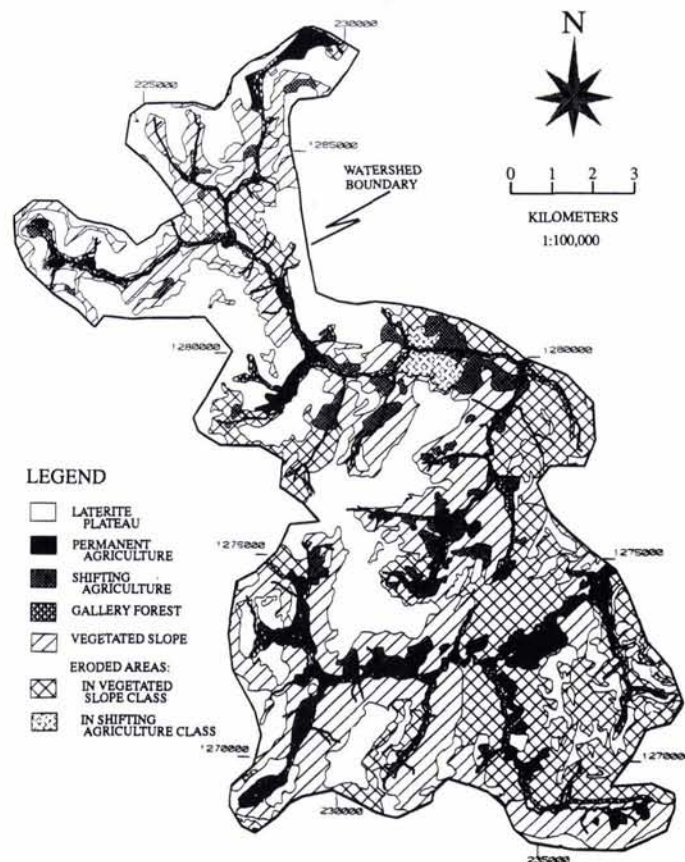 N
230000
225000
1285000
WATERSHED
BOUNDARY
0 1 2 3
KILOMETERS
1:100,000
1280000
1280000
LEGEND
LATERITE
PLATEAU
PERMANENT
AGRICULTURE
SHIFTING
AGRICULTURE
GALLERY FOREST
VEGETATED SLOPE
ERODED AREAS:
IN VEGETATED
SLOPE CLASS
IN SHIFTING
AGRICULTURE CLASS
1275000
1275000
1270000
1270000
230000
235000